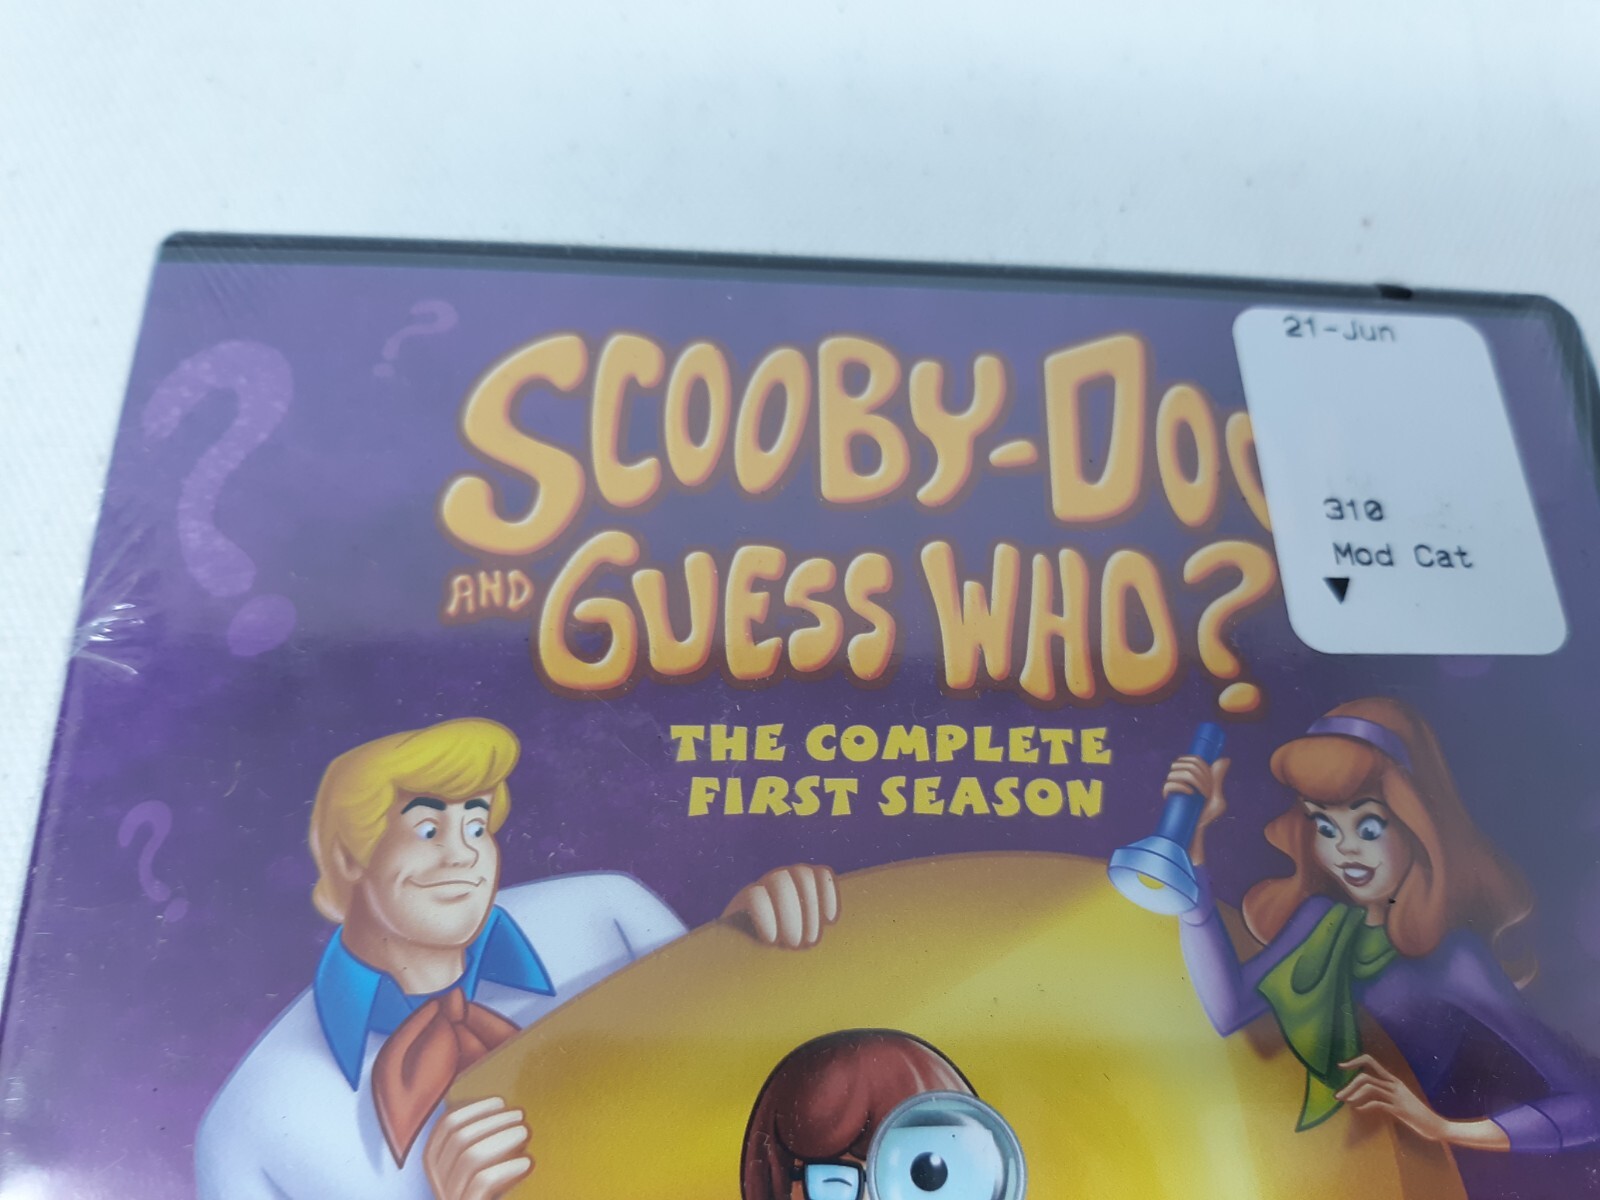 SCOOBY-DOO
AND GUESS WHO?
THE COMPLETE
FIRST SEASON
21-Jun
310
Mod Cat